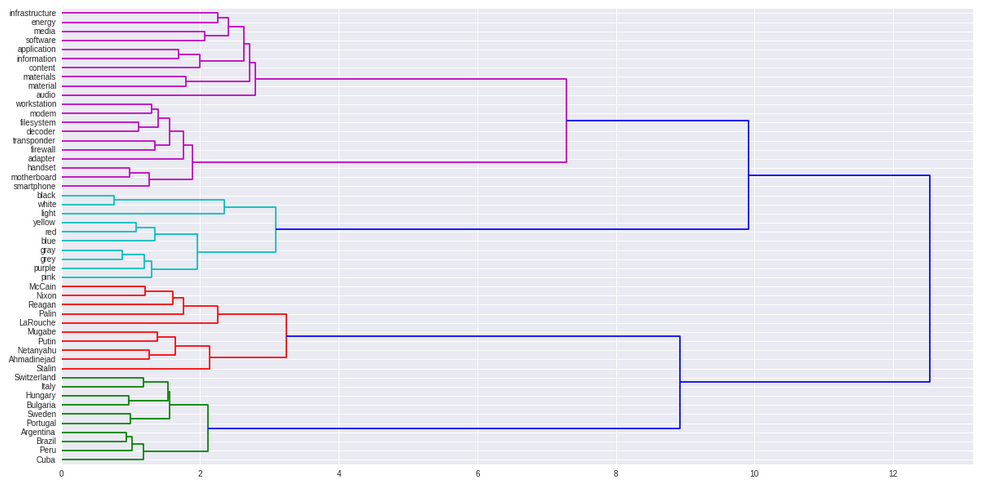 infrastructure
energy
media
software
application
information
content
materials
material
audio
workstation
modem
filesystem
decoder
transponder
firewall
adapter
handset
motherboard
smartphone
black
white
light
yellow
red
blue
gray
grey
purple
pink
McCain
Nixon
Reagan
Palin
LaRouche
Mugabe
Putin
Netanyahu
Ahmadinejad
Stalin
Switzerland
Italy
Hungary
Bulgaria
Sweden
Portugal
Argentina
Brazil
Peru
Cuba
0 2 4 6 8 10 12